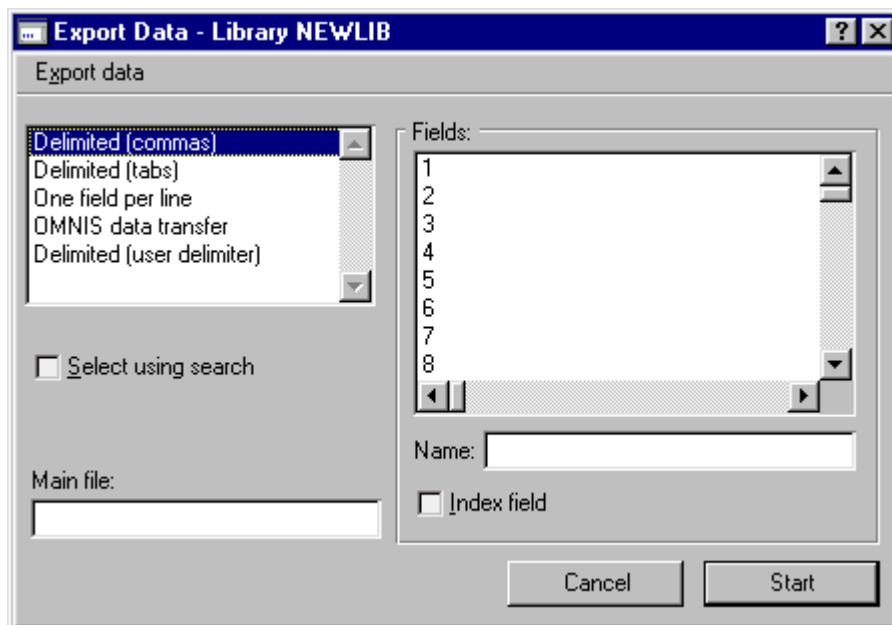 Export Data - Library NEWLIB
Export data
Delimited (commas)
Delimited (tabs)
One field per line
OMNIS data transfer
Delimited (user delimiter)
Select using search
Main file:
Fields:
1
2
3
4
5
6
7
8
Name:
Index field
Cancel
Start